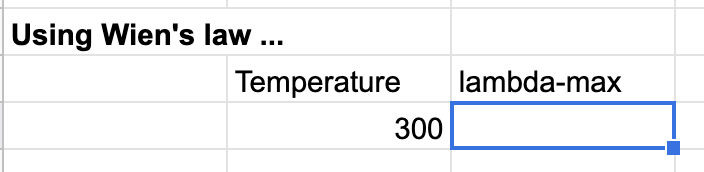 Using Wien's law ...
Temperature lambda-max
300